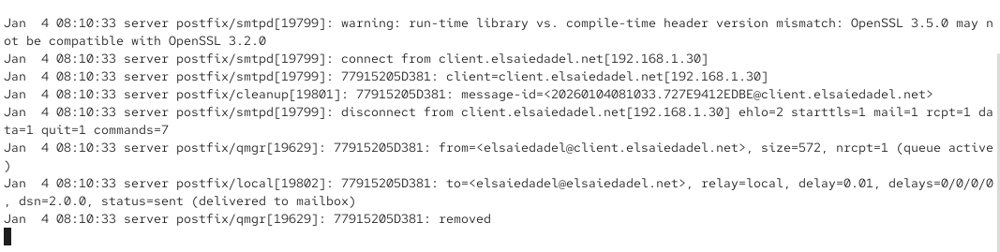 Jan  4 08:10:33 server postfix/smtpd[19799]: warning: run-time library vs. compile-time header version mismatch: OpenSSL 3.5.0 may n
ot be compatible with OpenSSL 3.2.0
Jan  4 08:10:33 server postfix/smtpd[19799]: connect from client.elsaiedadel.net[192.168.1.30]
Jan  4 08:10:33 server postfix/smtpd[19799]: 77915205D381: client=client.elsaiedadel.net[192.168.1.30]
Jan  4 08:10:33 server postfix/cleanup[19801]: 77915205D381: message-id=<20260104081033.727E9412EDBE@client.elsaiedadel.net>
Jan  4 08:10:33 server postfix/smtpd[19799]: disconnect from client.elsaiedadel.net[192.168.1.30] ehlo=2 starttls=1 mail=1 rcpt=1 da
ta=1 quit=1 commands=7
Jan  4 08:10:33 server postfix/qmgr[19629]: 77915205D381: from=<elsaiedadel@client.elsaiedadel.net>, size=572, nrcpt=1 (queue active
)
Jan  4 08:10:33 server postfix/local[19802]: 77915205D381: to=<elsaiedadel@elsaiedadel.net>, relay=local, delay=0.01, delays=0/0/0/0
, dsn=2.0.0, status=sent (delivered to mailbox)
Jan  4 08:10:33 server postfix/qmgr[19629]: 77915205D381: removed